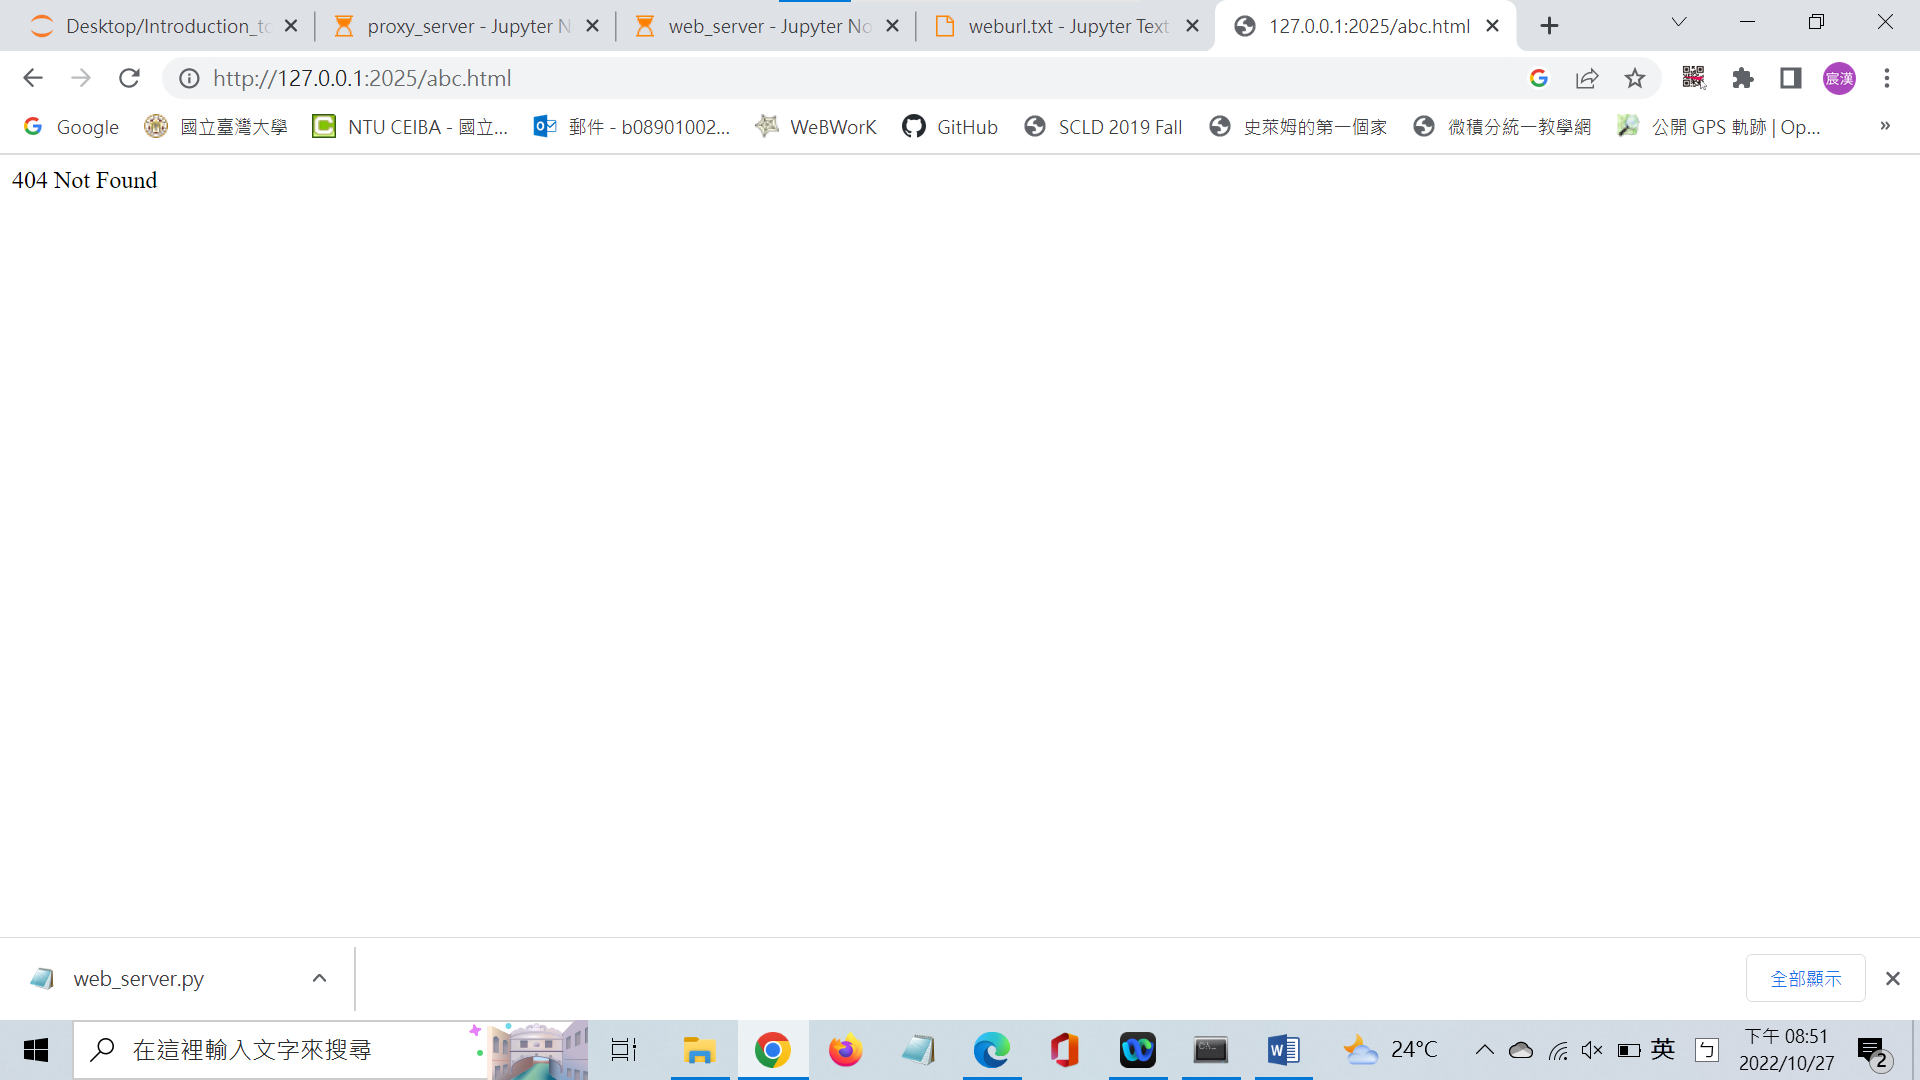 Desktop/Introduction_to
proxy_server - Jupyter N
web_server - Jupyter No
weburl.txt - Jupyter Text
127.0.0.1:2025/abc.html
http://127.0.0.1:2025/abc.html
宸漢
Google
國立臺灣大學
NTU CEIBA - 國立...
郵件 - b08901002...
WeBWorK
GitHub
SCLD 2019 Fall
史萊姆的第一個家
微積分統一教學網
公開 GPS 軌跡 | Op...
»
404 Not Found
web_server.py
全部顯示
在這裡輸入文字來搜尋
24°C
英
ㄅ
下午 08:51
2022/10/27
2